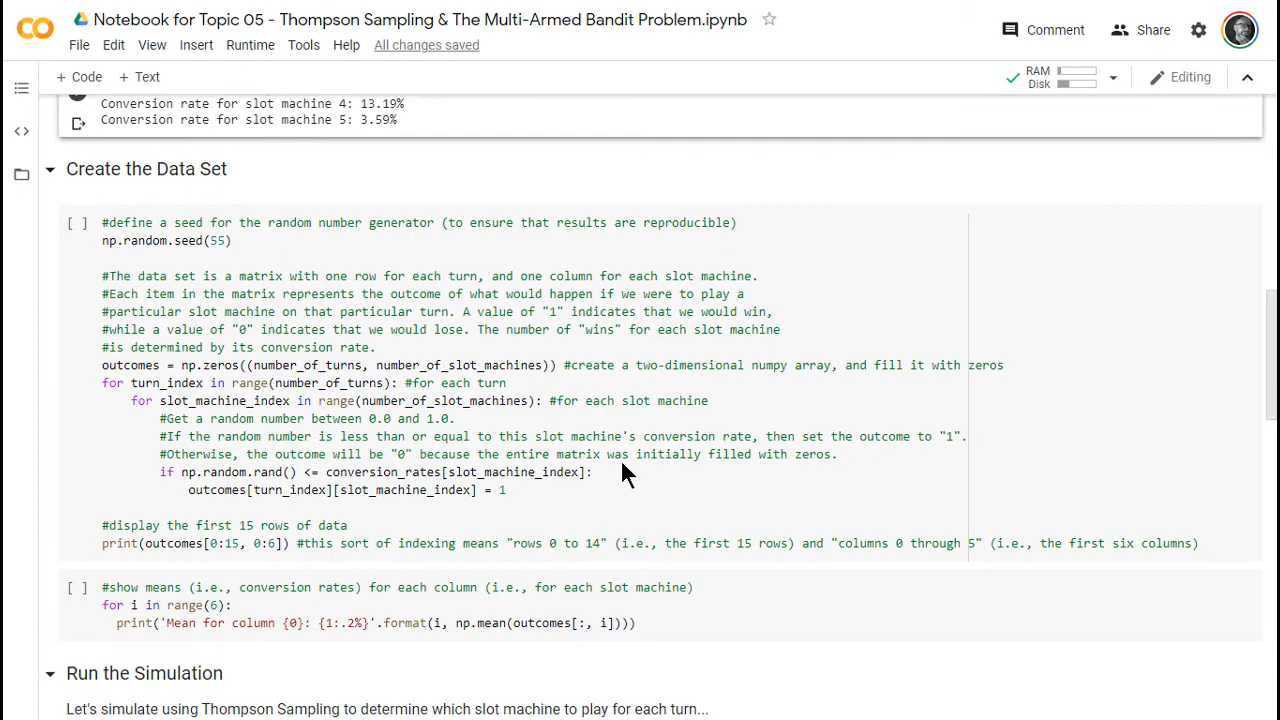 Notebook for Topic 05 - Thompson Sampling & The Multi-Armed Bandit Problem.ipynb
File Edit View Insert Runtime Tools Help All changes saved
Comment Share
+ Code + Text
RAM
Disk
Editing
Conversion rate for slot machine 4: 13.19%
Conversion rate for slot machine 5: 3.59%
Create the Data Set
[ ] #define a seed for the random number generator (to ensure that results are reproducible)
np.random.seed(55)
#The data set is a matrix with one row for each turn, and one column for each slot machine.
#Each item in the matrix represents the outcome of what would happen if we were to play a
#particular slot machine on that particular turn. A value of "1" indicates that we would win,
#while a value of "0" indicates that we would lose. The number of "wins" for each slot machine
#is determined by its conversion rate.
outcomes = np.zeros((number_of_turns, number_of_slot_machines)) #create a two-dimensional numpy array, and fill it with zeros
for turn_index in range(number_of_turns): #for each turn
for slot_machine_index in range(number_of_slot_machines): #for each slot machine
#Get a random number between 0.0 and 1.0.
#If the random number is less than or equal to this slot machine's conversion rate, then set the outcome to "1".
#Otherwise, the outcome will be "0" because the entire matrix was initially filled with zeros.
if np.random.rand() <= conversion_rates[slot_machine_index]:
outcomes[turn_index][slot_machine_index] = 1
#display the first 15 rows of data
print(outcomes[0:15, 0:6]) #this sort of indexing means "rows 0 to 14" (i.e., the first 15 rows) and "columns 0 through 5" (i.e., the first six columns)
[ ] #show means (i.e., conversion rates) for each column (i.e., for each slot machine)
for i in range(6):
print('Mean for column {0}: {1:.2%}'.format(i, np.mean(outcomes[:, i])))
Run the Simulation
Let's simulate using Thompson Sampling to determine which slot machine to play for each turn...